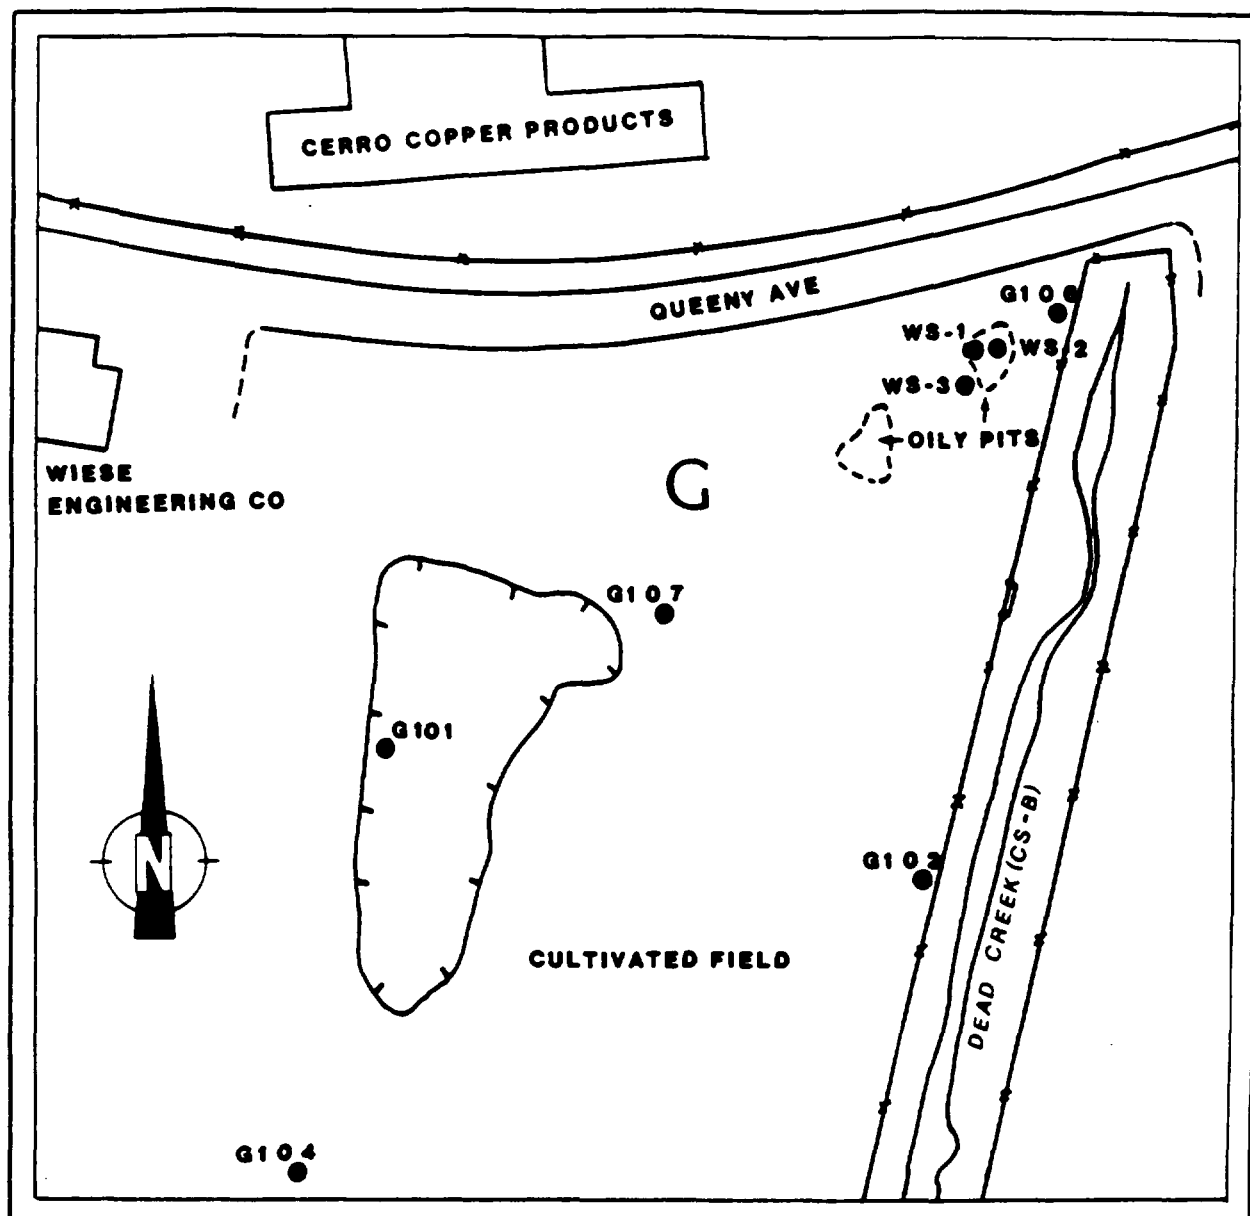 CERRO COPPER PRODUCTS
QUEENY AVE
G106
WS-1
WS-2
WS-3
OILY PITS
WIESE
ENGINEERING CO
G
G107
G101
G102
DEAD CREEK (CS-B)
N
CULTIVATED FIELD
G104